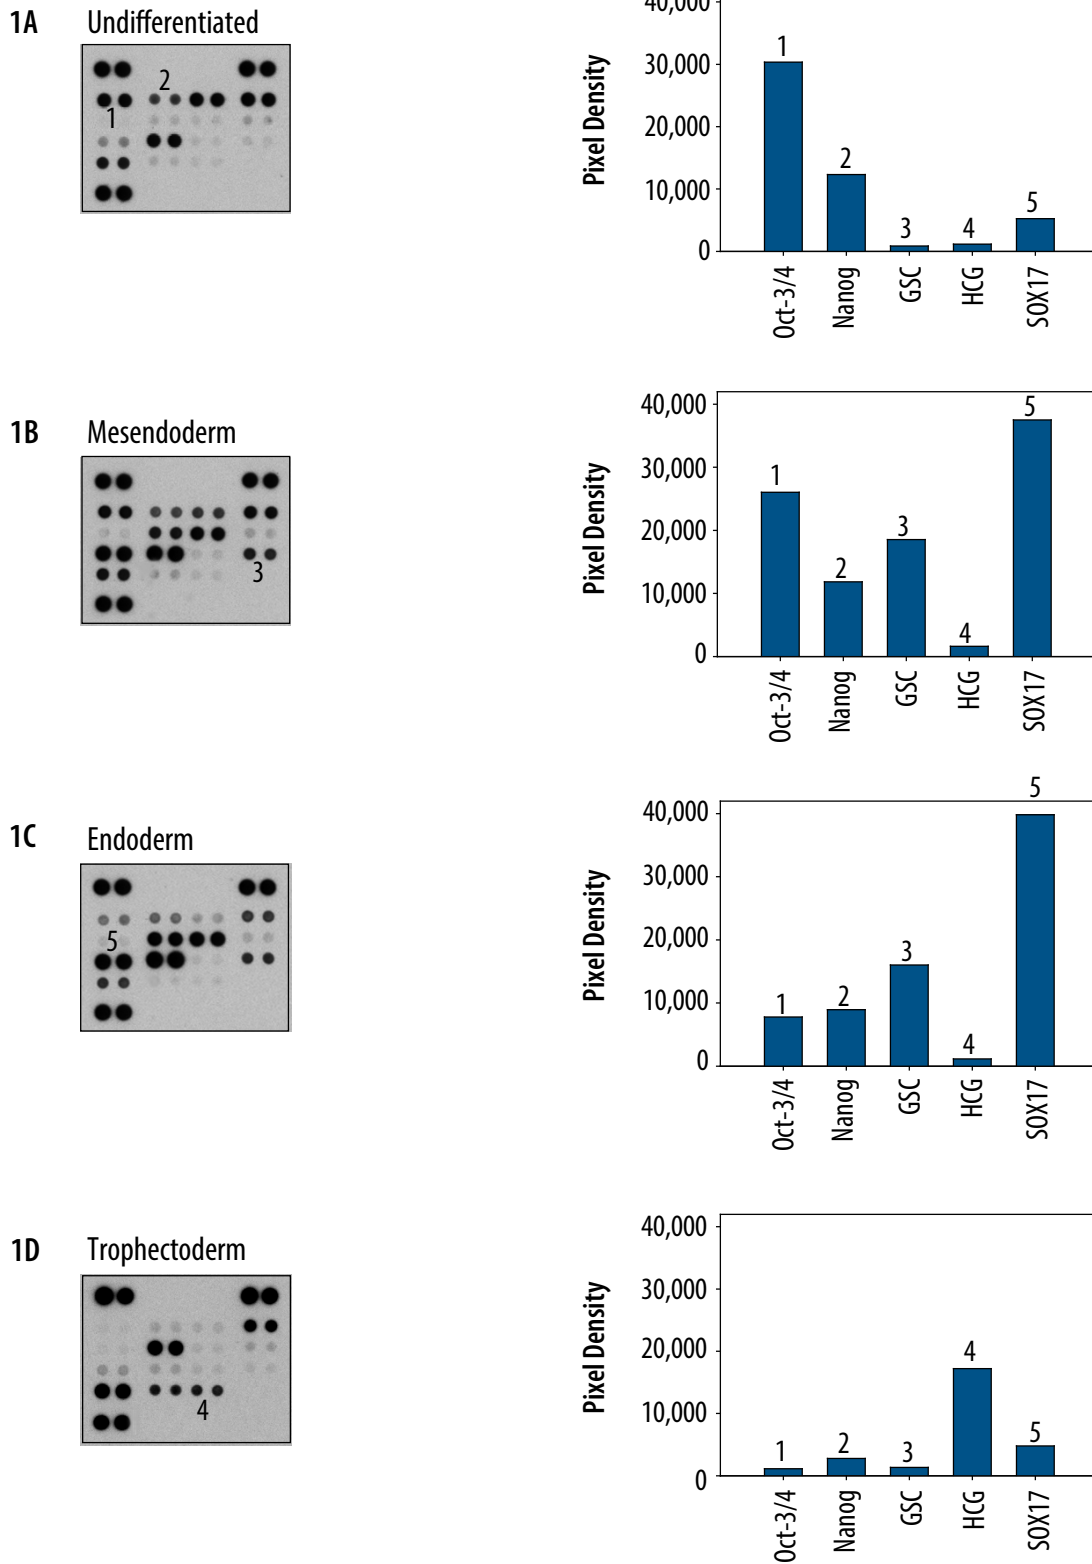 1A Undifferentiated
2
1
Pixel Density
40,000
30,000
20,000
10,000
0
1
2
3
4
5
Oct-3/4
Nanog
GSC
HCG
SOX17
1B Mesendoderm
3
Pixel Density
40,000
30,000
20,000
10,000
0
1
2
3
4
5
Oct-3/4
Nanog
GSC
HCG
SOX17
1C Endoderm
5
Pixel Density
40,000
30,000
20,000
10,000
0
1
2
3
4
5
Oct-3/4
Nanog
GSC
HCG
SOX17
1D Trophectoderm
4
Pixel Density
40,000
30,000
20,000
10,000
0
1
2
3
4
5
Oct-3/4
Nanog
GSC
HCG
SOX17